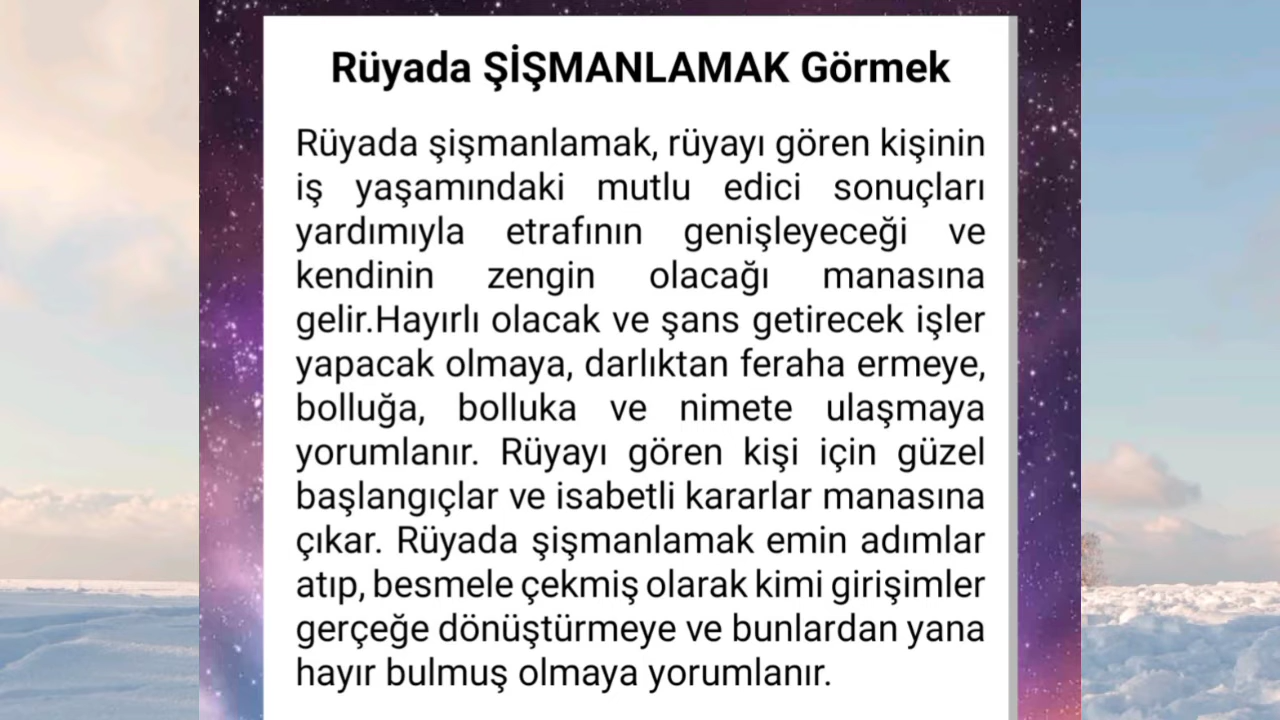 Rüyada ŞİŞMANLAMAK Görmek
Rüyada şişmanlamak, rüyayı gören kişinin
iş yaşamındaki mutlu edici sonuçları
yardımıyla etrafının genişleyeceği ve
kendinin zengin olacağı manasına
gelir.Hayırlı olacak ve şans getirecek işler
yapacak olmaya, darlıktan feraha ermeye,
bolluğa, bolluka ve nimete ulaşmaya
yorumlanır. Rüyayı gören kişi için güzel
başlangıçlar ve isabetli kararlar manasına
çıkar. Rüyada şişmanlamak emin adımlar
atıp, besmele çekmiş olarak kimi girişimler
gerçeğe dönüştürmeye ve bunlardan yana
hayır bulmuş olmaya yorumlanır.